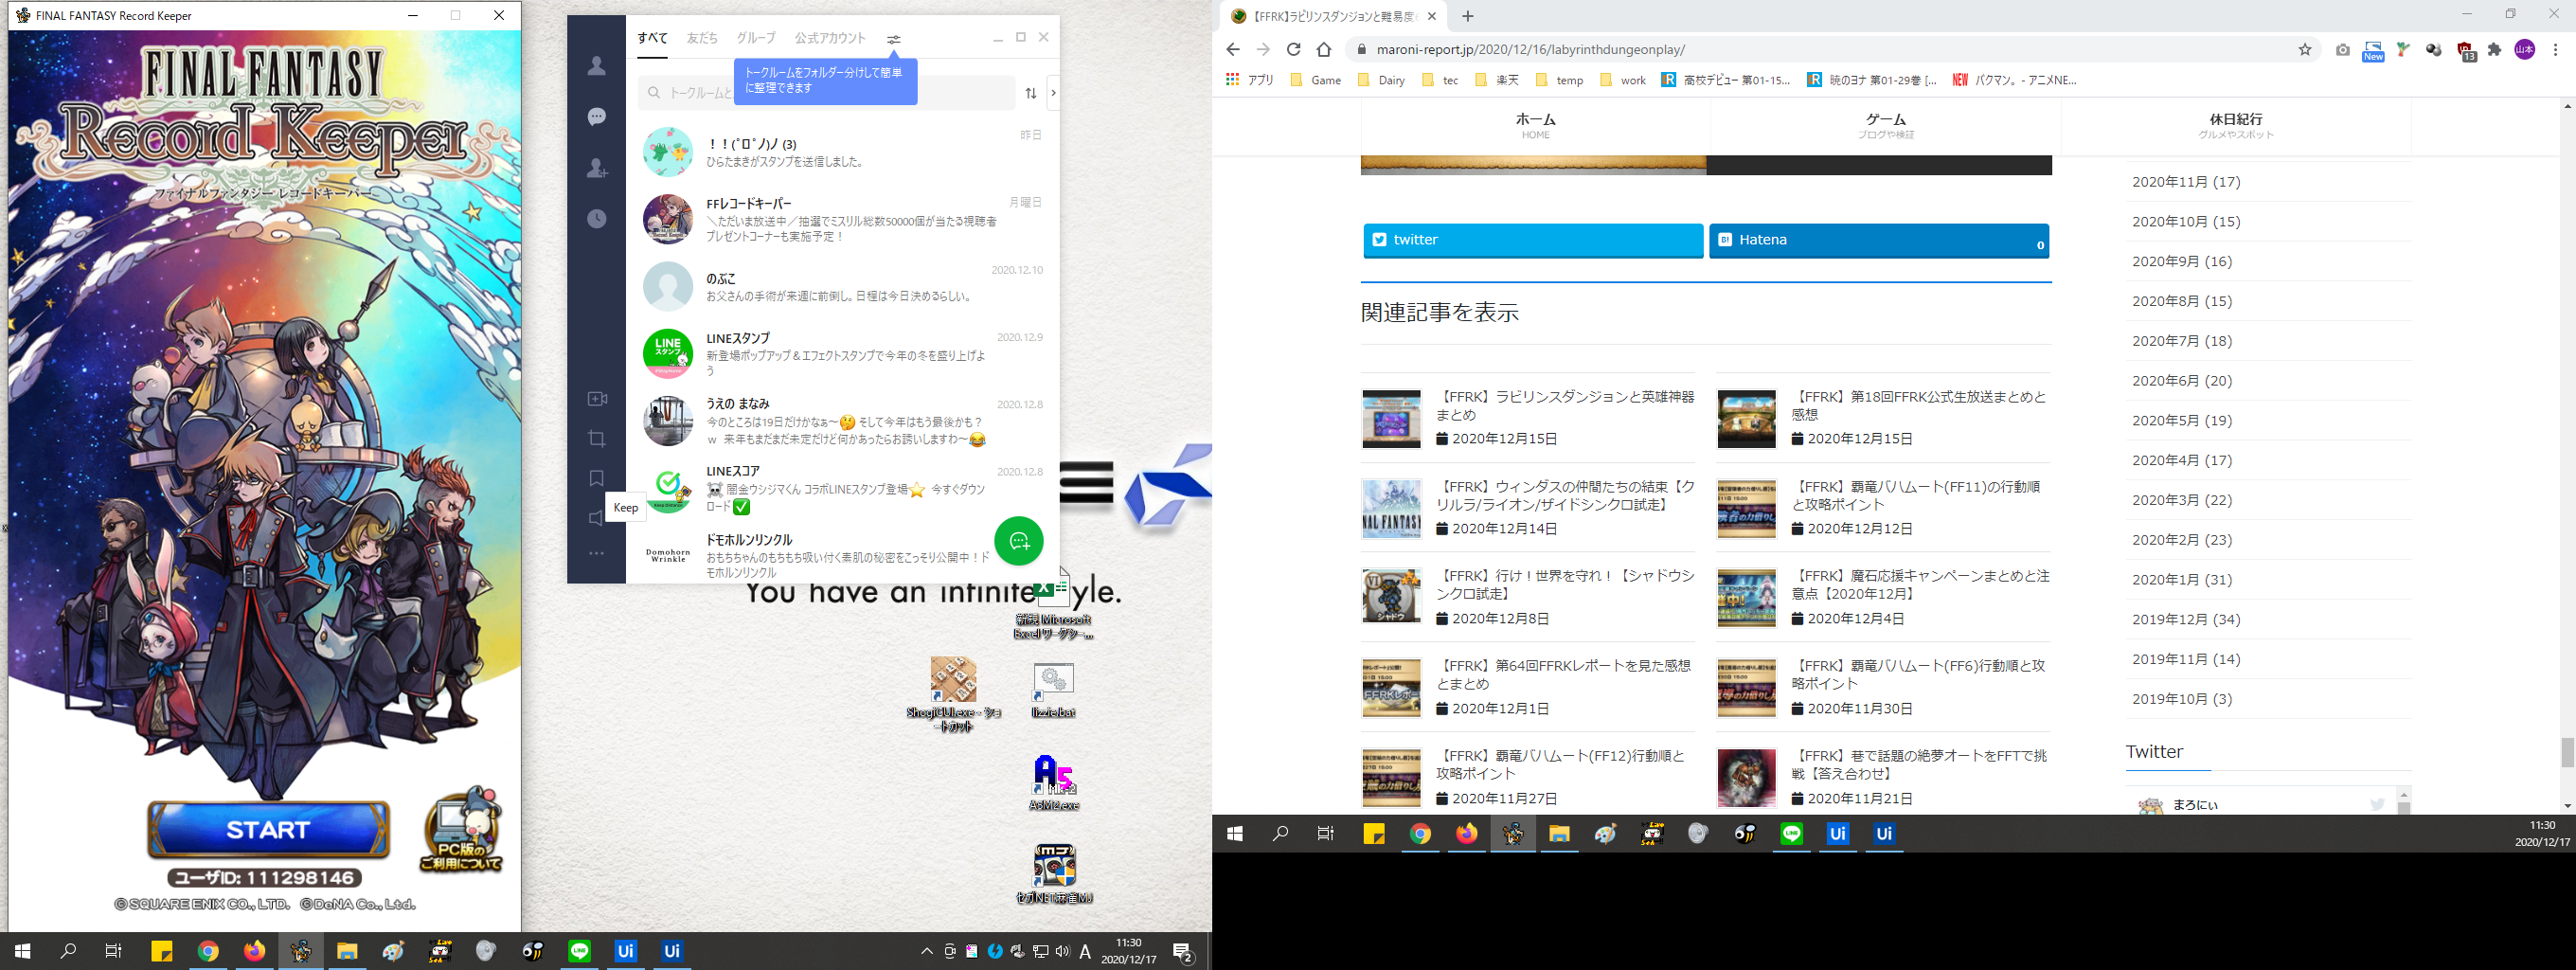 FINAL FANTASY Record Keeper
FINAL FANTASY
Record Keeper
ファイナルファンタジー レコードキーパー
START
PC版の
ご利用について
ユーザID: 111298146
©SQUARE ENIX CO., LTD. ©DeNA Co., Ltd.
すべて
友だち
グループ
公式アカウント
トークルームをフォルダー分けして簡単
に整理できます
トークルームと
！！(ﾟロﾟノ)ノ (3)
昨日
ひらたまきがスタンプを送信しました。
FFレコードキーパー
月曜日
＼ただいま放送中／抽選でミスリル総数50000個が当たる視聴者
プレゼントコーナーも実施予定！
のぶこ
2020.12.10
お父さんの手術が来週に前倒し。日程は今日決めるらしい。
LINEスタンプ
2020.12.9
新登場ポップアップ＆エフェクトスタンプで今年の冬を盛り上げよ
う
うえの まなみ
2020.12.8
今のところは19日だけかなぁ〜🤔 そして今年はもう最後かも？
w 来年もまだまだ未定だけど何かあったらお誘いしますわ〜😂
LINEスコア
2020.12.8
☠ 闇金ウシジマくん コラボLINEスタンプ登場⭐ 今すぐダウン
ロード✅
Keep
ドモホルンリンクル
おもちちゃんのもちもち吸い付く素肌の秘密をこっそり公開中！ド
モホルンリンクル
Domohorn
Wrinkle
You have an infinite
yle.
新規 Microsoft
Excel ワークシー...
ShogiGUI.exe - ショ
ートカット
lizzie.bat
A5M2.exe
セガNET麻雀MJ
11:30
2020/12/17
【FFRK】ラビリンスダンジョンと難易度
maroni-report.jp/2020/12/16/labyrinthdungeonplay/
New
13
山本
アプリ
Game
Dairy
tec
楽天
temp
work
高校デビュー 第01-15...
暁のヨナ 第01-29巻 [...
バクマン。- アニメNE...
ホーム
HOME
ゲーム
ブログや検証
休日紀行
グルメやスポット
twitter
Hatena
0
関連記事を表示
【FFRK】ラビリンスダンジョンと英雄神器
まとめ
2020年12月15日
【FFRK】第18回FFRK公式生放送まとめと
感想
2020年12月15日
【FFRK】ウィンダスの仲間たちの結束【ク
リルラ/ライオン/ザイドシンクロ試走】
2020年12月14日
【FFRK】覇竜バハムート(FF11)の行動順
と攻略ポイント
2020年12月12日
【FFRK】行け！世界を守れ！【シャドウシ
ンクロ試走】
2020年12月8日
【FFRK】魔石応援キャンペーンまとめと注
意点【2020年12月】
2020年12月4日
【FFRK】第64回FFRKレポートを見た感想
とまとめ
2020年12月1日
【FFRK】覇竜バハムート(FF6)行動順と攻
略ポイント
2020年11月30日
【FFRK】覇竜バハムート(FF12)行動順と
攻略ポイント
2020年11月27日
【FFRK】巷で話題の絶夢オートをFFTで挑
戦【答え合わせ】
2020年11月21日
2020年11月 (17)
2020年10月 (15)
2020年9月 (16)
2020年8月 (15)
2020年7月 (18)
2020年6月 (20)
2020年5月 (19)
2020年4月 (17)
2020年3月 (22)
2020年2月 (23)
2020年1月 (31)
2019年12月 (34)
2019年11月 (14)
2019年10月 (3)
Twitter
まろにぃ
11:30
2020/12/17